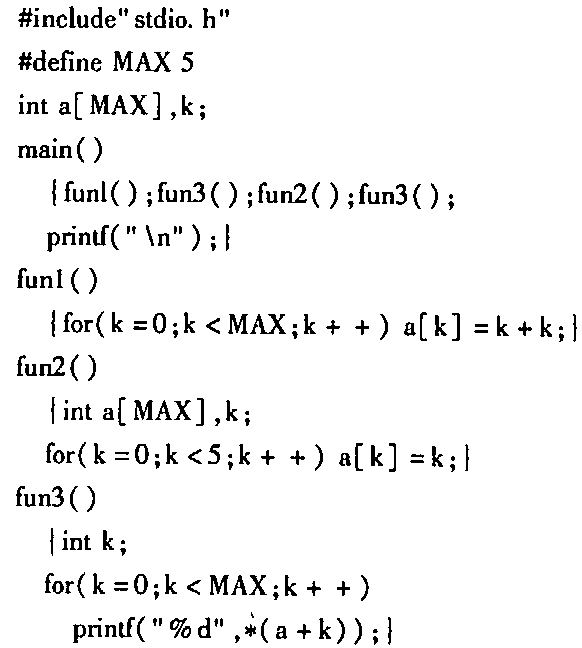 #include"stdio. h"
#define MAX 5
int a[MAX],k;
main()
{funl();fun3();fun2();fun3();
printf("\n");}
funl()
{for(k=0;k<MAX;k++) a[k]=k+k;}
fun2()
{int a[MAX],k;
for(k=0;k<5;k++) a[k]=k;}
fun3()
{int k;
for(k=0;k<MAX;k++)
printf("%d",*(a+k));}